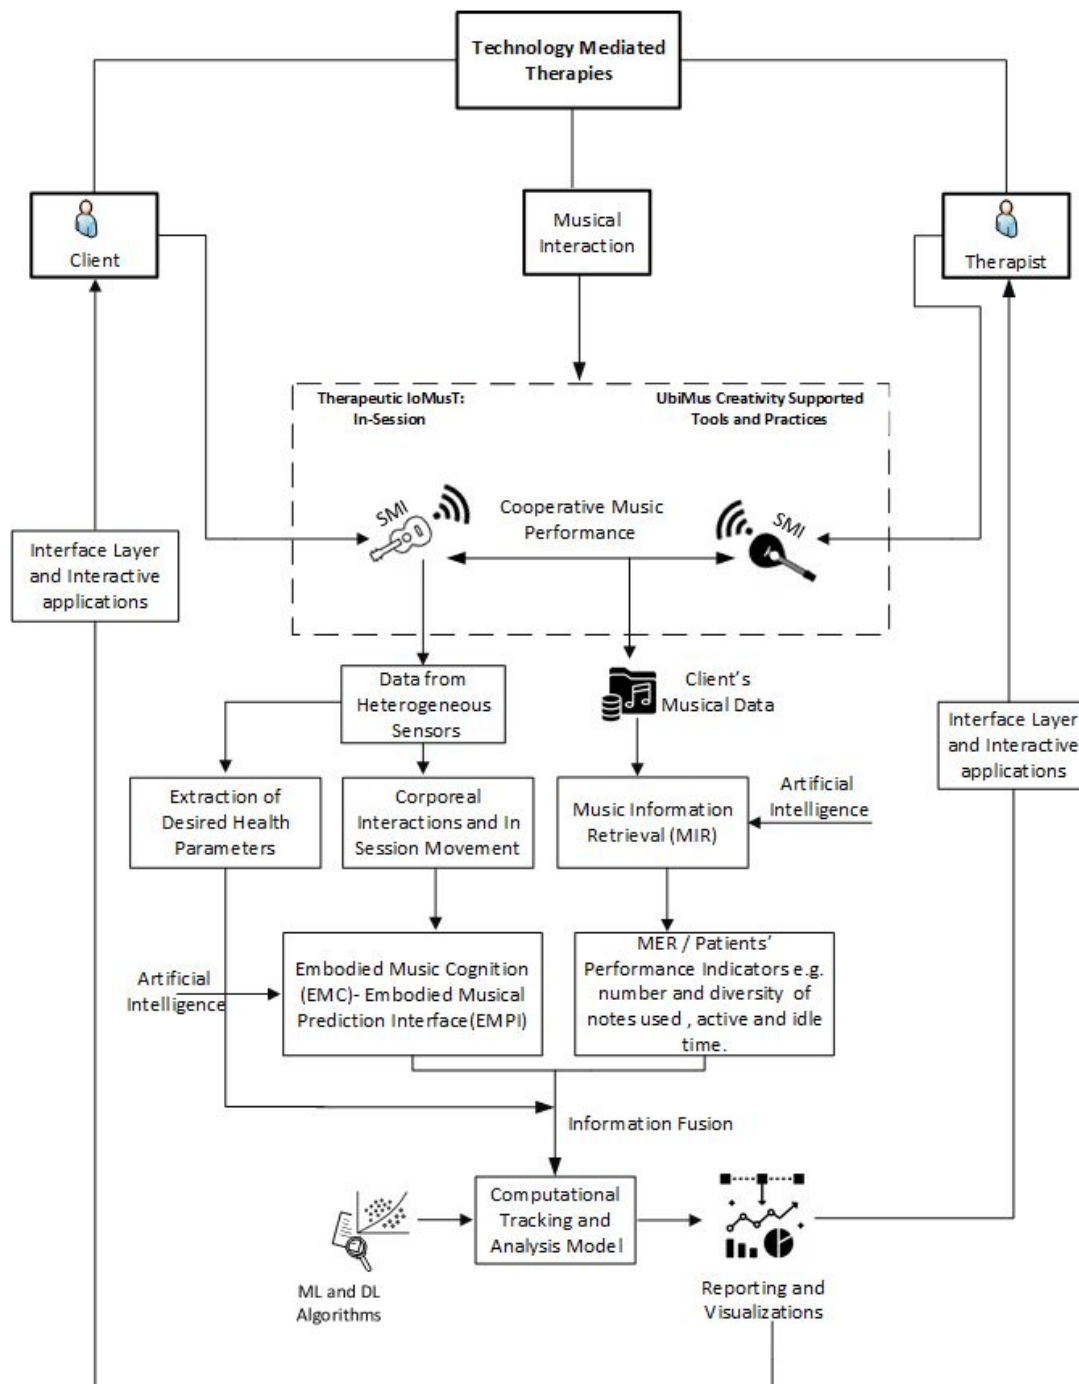 Technology Mediated
Therapies
Client
Musical
Interaction
Therapist
Therapeutic IoMusT:
In-Session
UbiMus Creativity Supported
Tools and Practices
SMI
Cooperative Music
Performance
SMI
Interface Layer
and Interactive
applications
Data from
Heterogeneous
Sensors
Client's
Musical Data
Interface Layer
and Interactive
applications
Extraction of
Desired Health
Parameters
Corporeal
Interactions and In
Session Movement
Music Information
Retrieval (MIR)
Artificial
Intelligence
Artificial
Intelligence
Embodied Music Cognition
(EMC)- Embodied Musical
Prediction Interface(EMPI)
MER / Patients'
Performance Indicators e.g.
number and diversity of
notes used , active and idle
time.
Information Fusion
Computational
Tracking and
Analysis Model
ML and DL
Algorithms
Reporting and
Visualizations